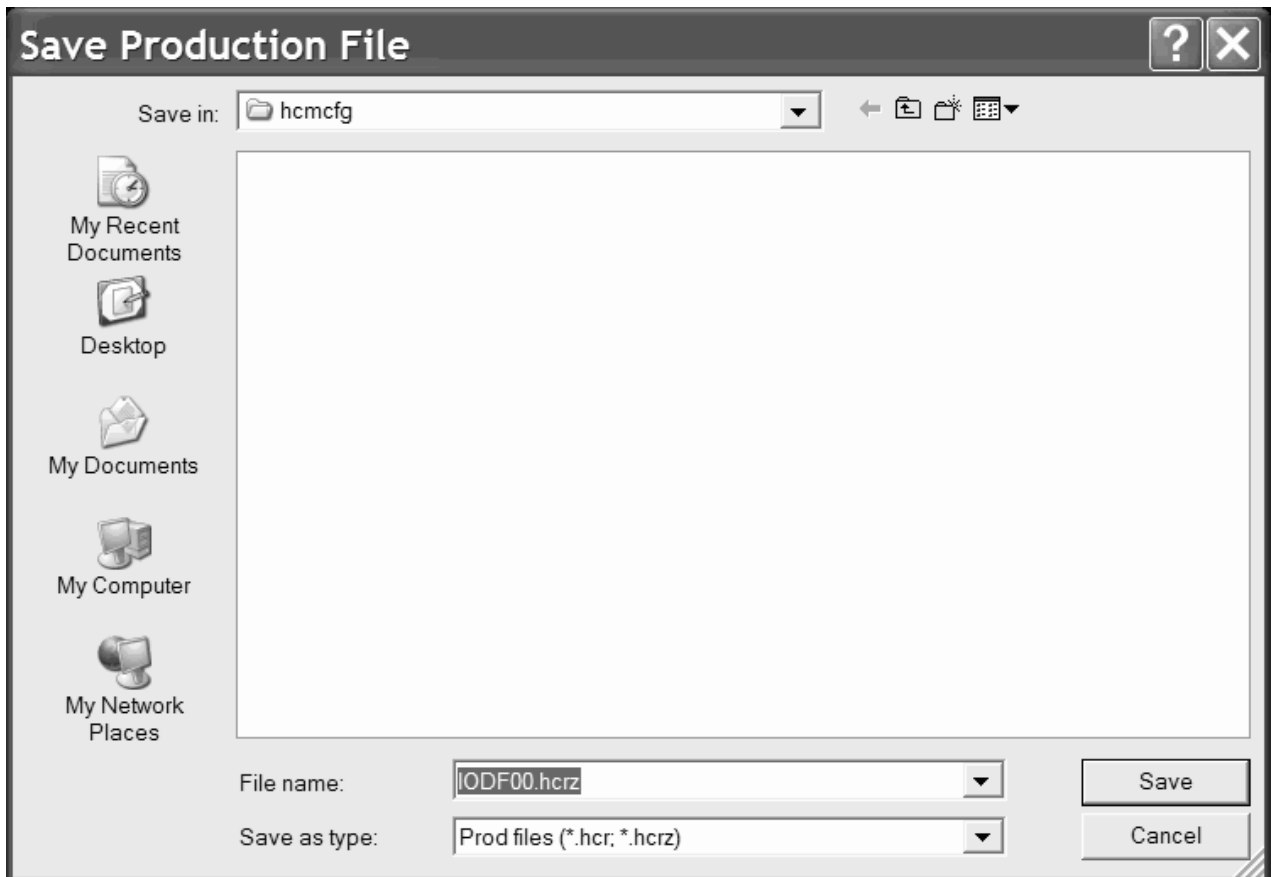 Save Production File
Save in:
hcmcfg
My Recent
Documents
Desktop
My Documents
My Computer
My Network
Places
File name:
IODF00.hcrz
Save
Save as type:
Prod files (*.hcr; *.hcrz)
Cancel